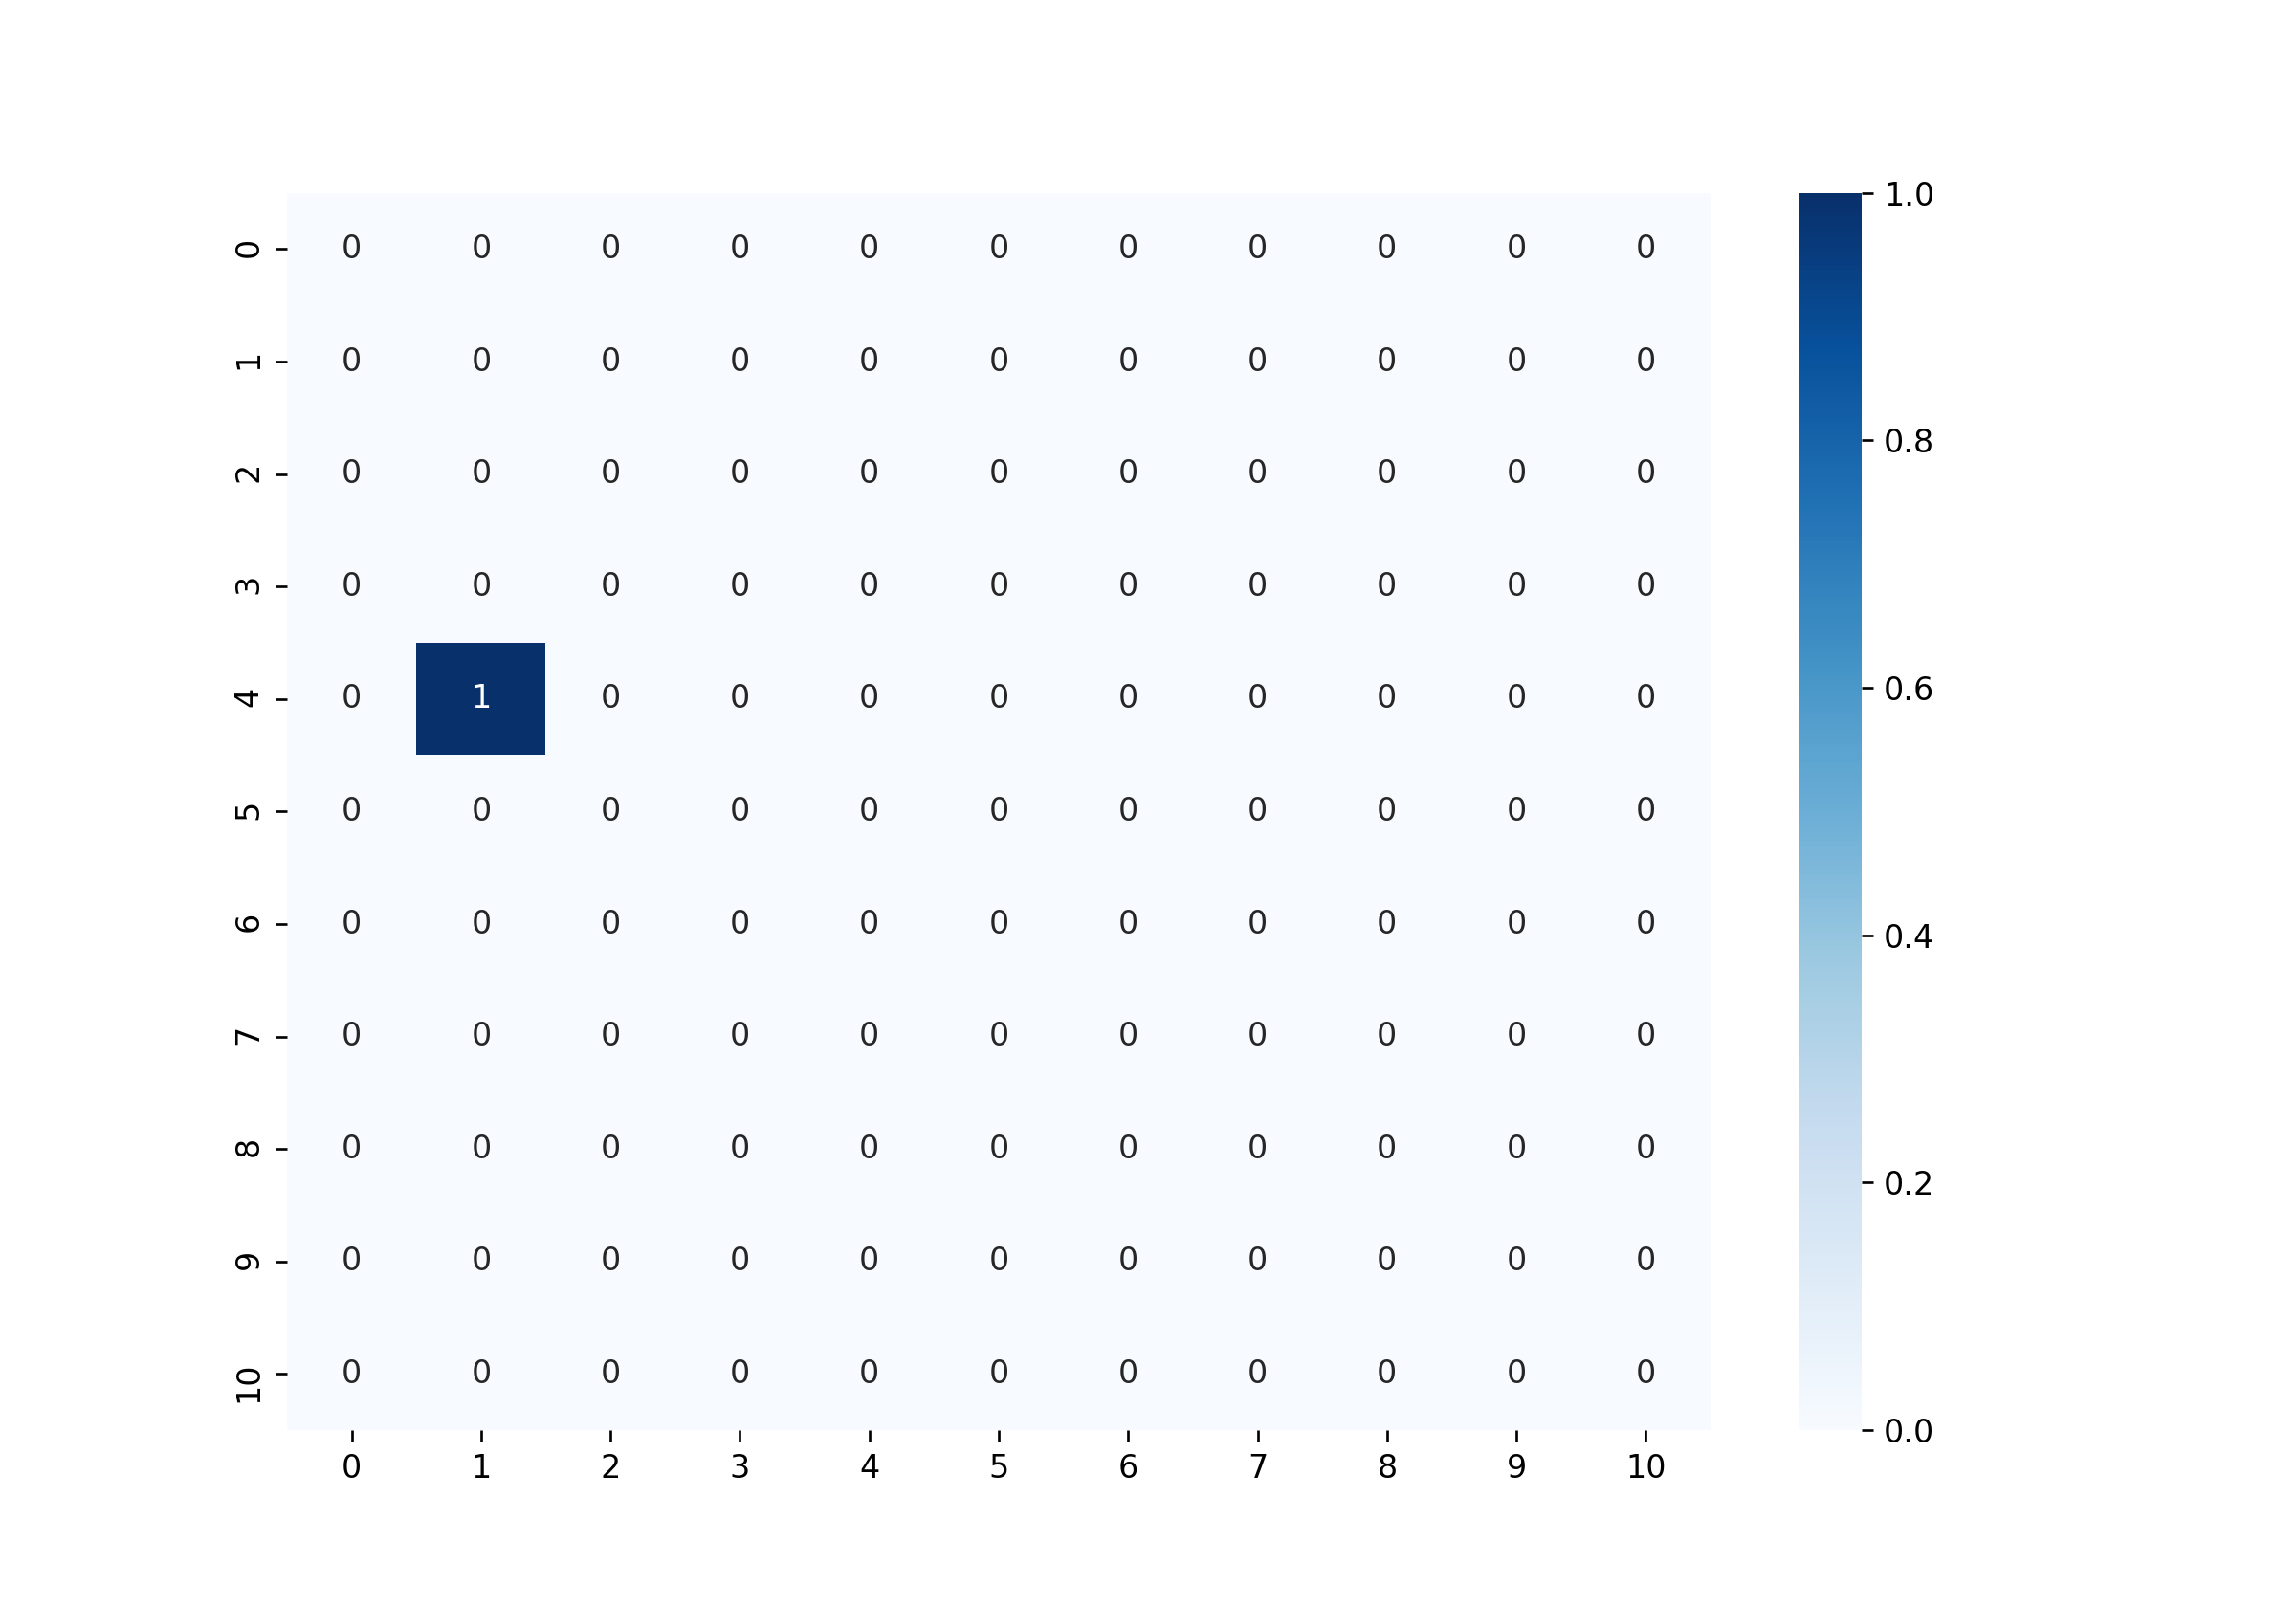 1.0
0 0 0 0 0 0 0 0 0 0 0 0
1 0 0 0 0 0 0 0 0 0 0 0
0.8
2 0 0 0 0 0 0 0 0 0 0 0
3 0 0 0 0 0 0 0 0 0 0 0
0.6
4 0 1 0 0 0 0 0 0 0 0 0
5 0 0 0 0 0 0 0 0 0 0 0
6 0 0 0 0 0 0 0 0 0 0 0
0.4
7 0 0 0 0 0 0 0 0 0 0 0
8 0 0 0 0 0 0 0 0 0 0 0
0.2
9 0 0 0 0 0 0 0 0 0 0 0
10 0 0 0 0 0 0 0 0 0 0 0
0.0
0 1 2 3 4 5 6 7 8 9 10